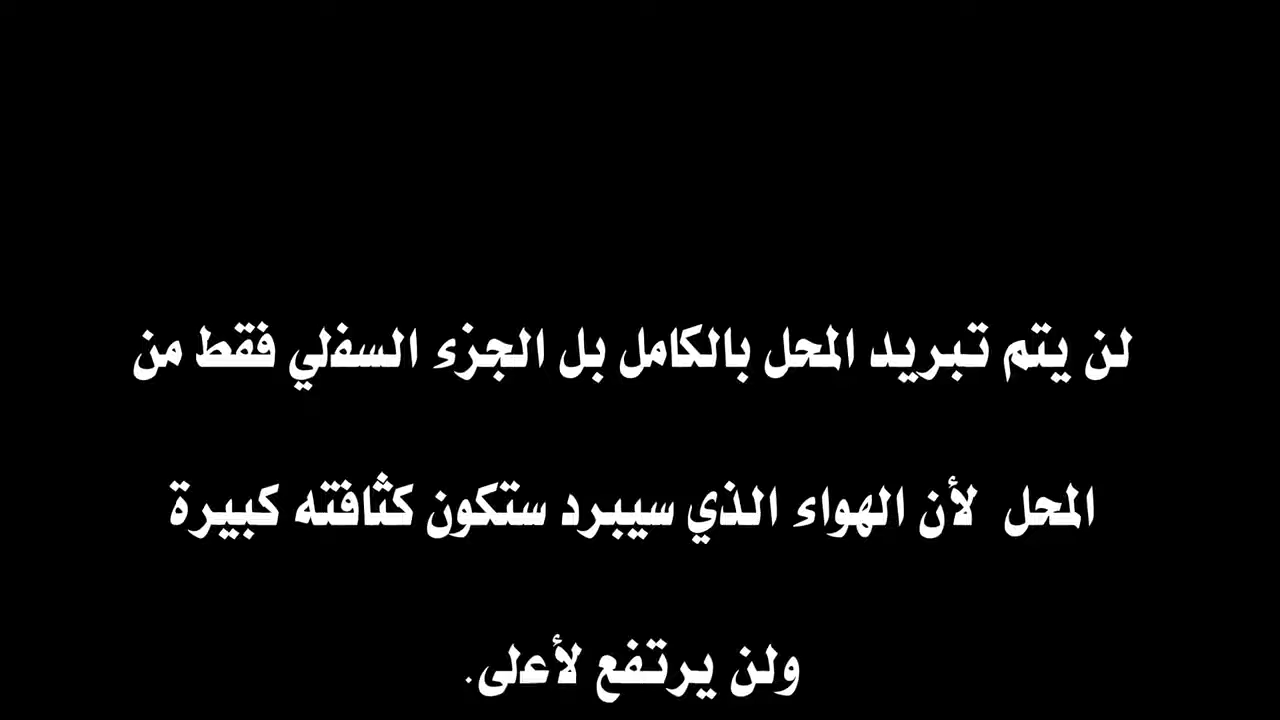 لن يتم تبريد المحل بالكامل بل الجزء السفلي فقط من
المحل لأن الهواء الذي سيبرد ستكون كثافته كبيرة
ولن يرتفع لأعلى.